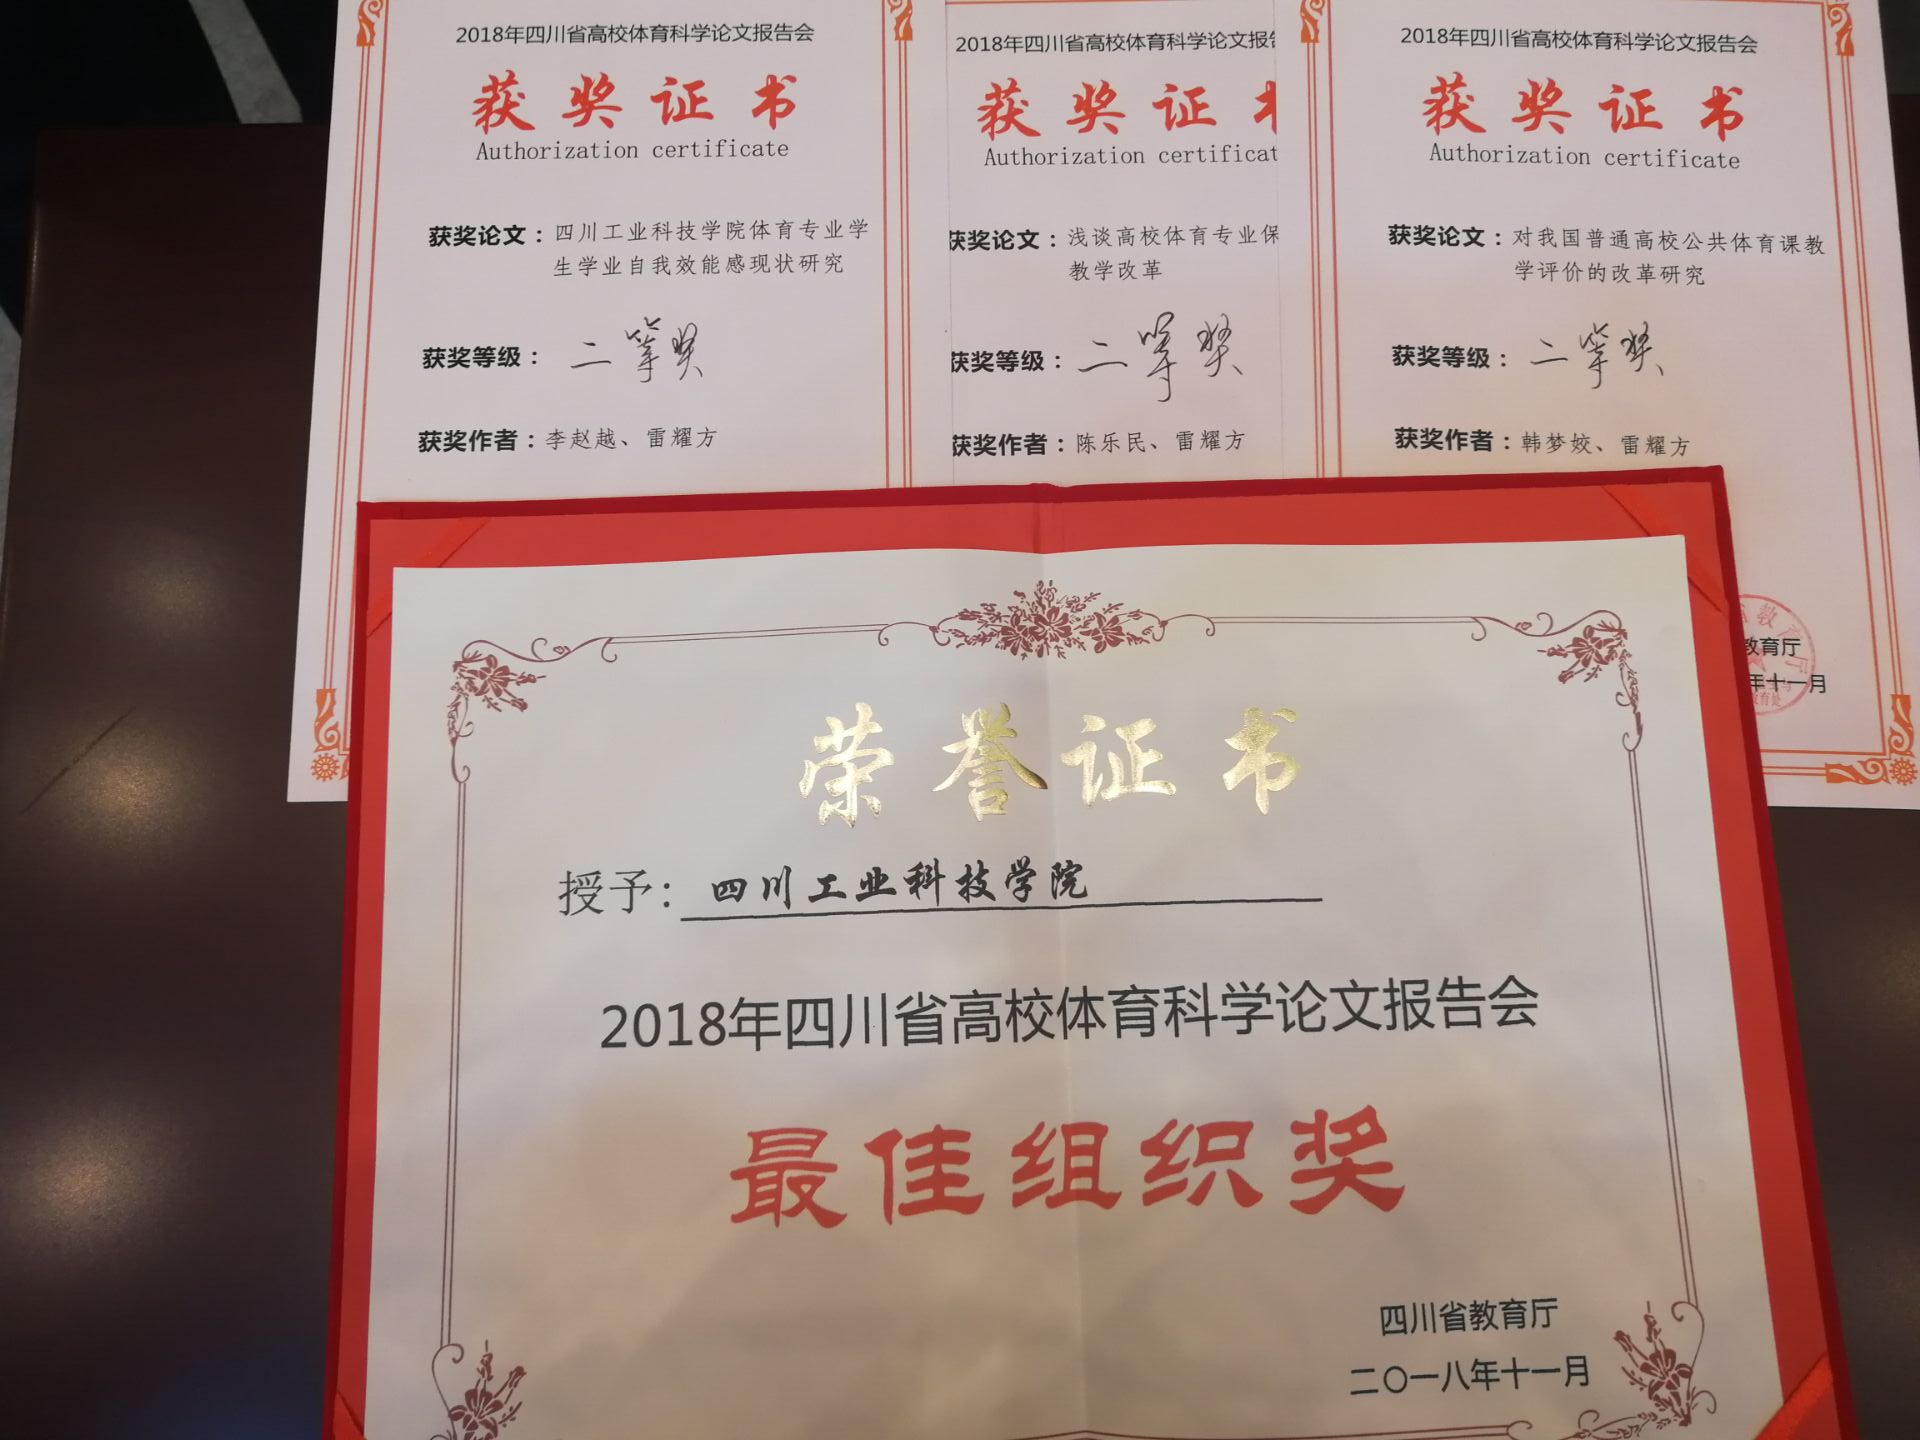 2018年四川省高校体育科学论文报告会
获奖证书
Authorization certificate
获奖论文：四川工业科技学院体育专业学
生学业自我效能感现状研究
获奖等级：二等奖
获奖作者：李赵越、雷耀方
2018年四川省高校体育科学论文报
获奖证
Authorization certificat
获奖论文：浅谈高校体育专业保
教学改革
获奖等级：二等奖
获奖作者：陈乐民、雷耀方
2018年四川省高校体育科学论文报告会
获奖证书
Authorization certificate
获奖论文：对我国普通高校公共体育课教
学评价的改革研究
获奖等级：二等奖
获奖作者：韩梦姣、雷耀方
教育厅
年十一月
荣誉证书
授予：四川工业科技学院
2018年四川省高校体育科学论文报告会
最佳组织奖
四川省教育厅
二〇一八年十一月